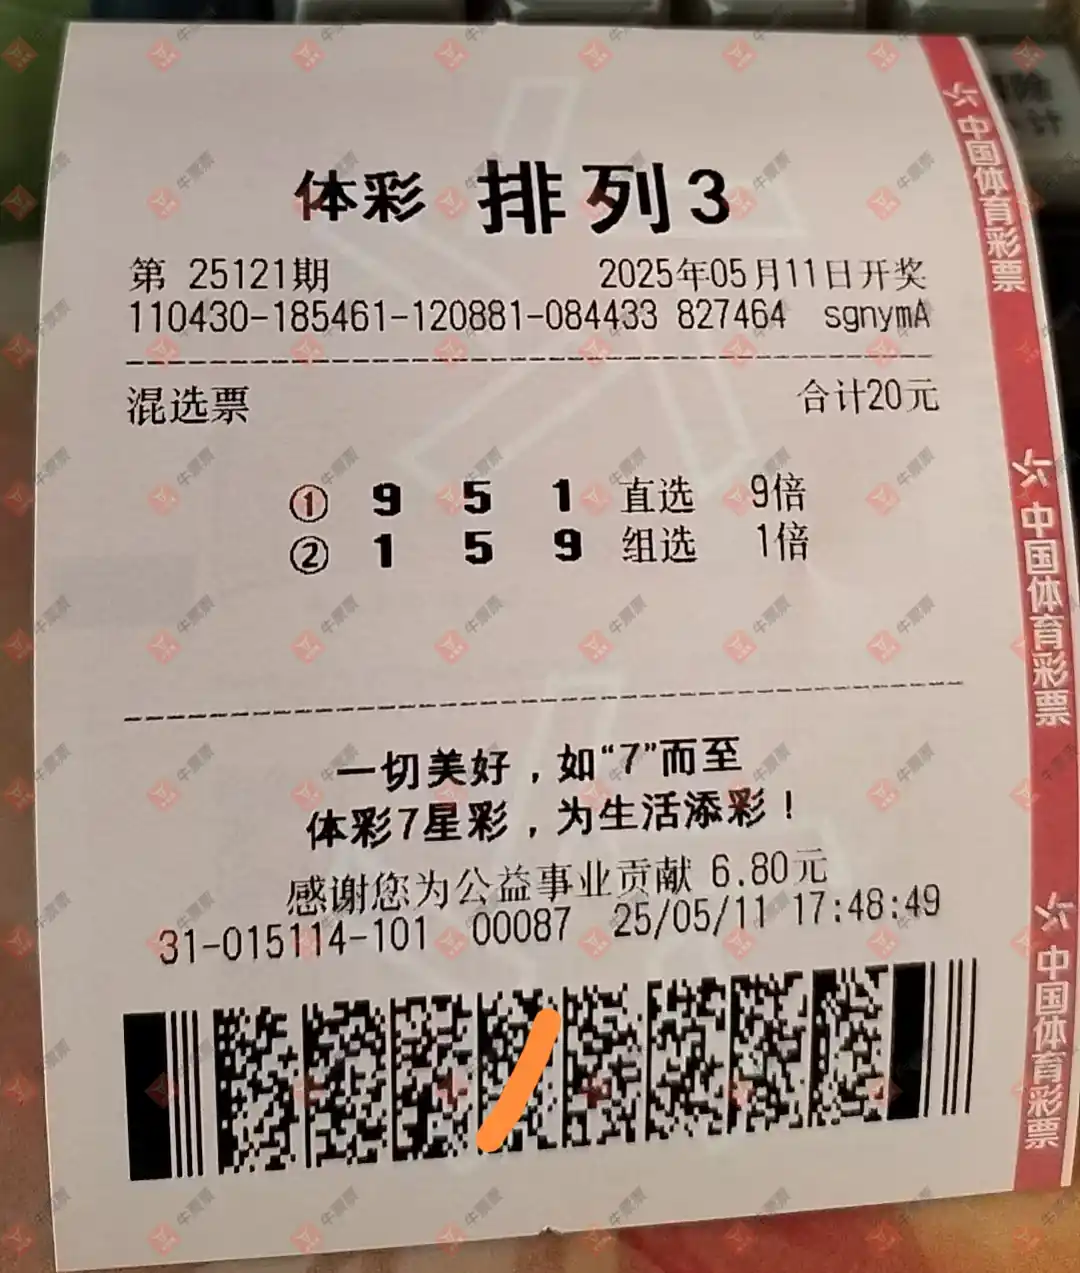 体彩 排列3
第 25121期 2025年05月11日开奖
110430-185461-120881-084433 827464 sgnymA
混选票 合计20元
① 9 5 1 直选 9倍
② 1 5 9 组选 1倍
一切美好，如“7”而至
体彩7星彩，为生活添彩！
感谢您为公益事业贡献 6.80元
31-015114-101 00087 25/05/11 17:48:49
中国体育彩票
中国体育彩票
中国体育彩票
牛票票